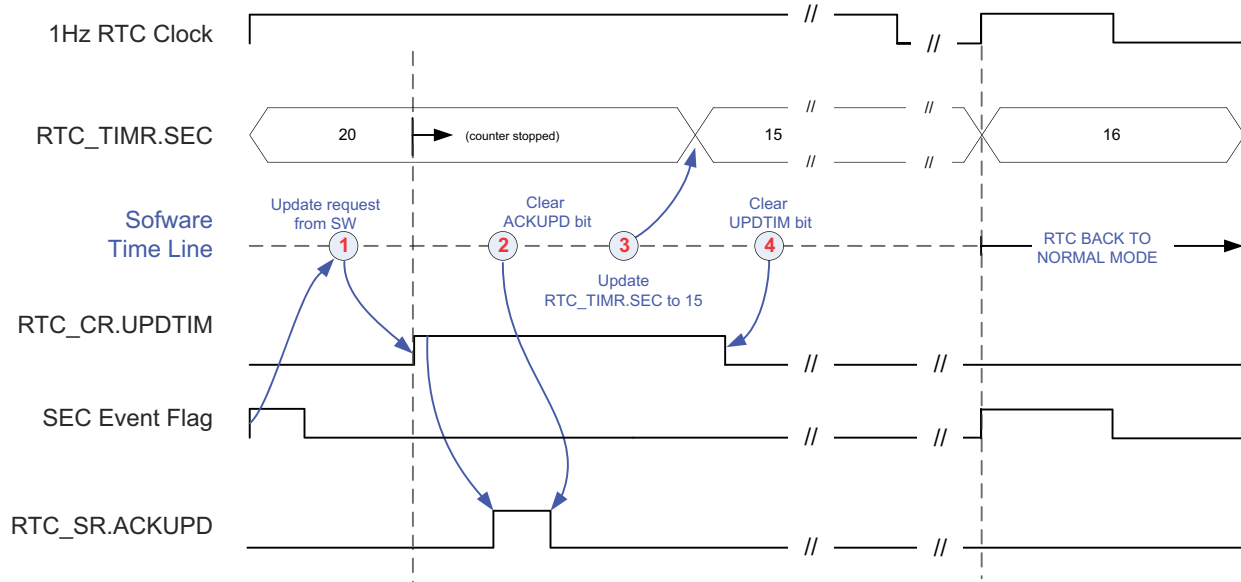 1Hz RTC Clock
//
//
RTC_TIMR.SEC
20
(counter stopped)
15
//
//
//
//
16
Sofware
Time Line
Update request
from SW
1
Clear
ACKUPD bit
2
3
Update
RTC_TIMR.SEC to 15
Clear
UPDTIM bit
4
RTC BACK TO
NORMAL MODE
RTC_CR.UPDTIM
//
//
SEC Event Flag
//
//
RTC_SR.ACKUPD
//
//